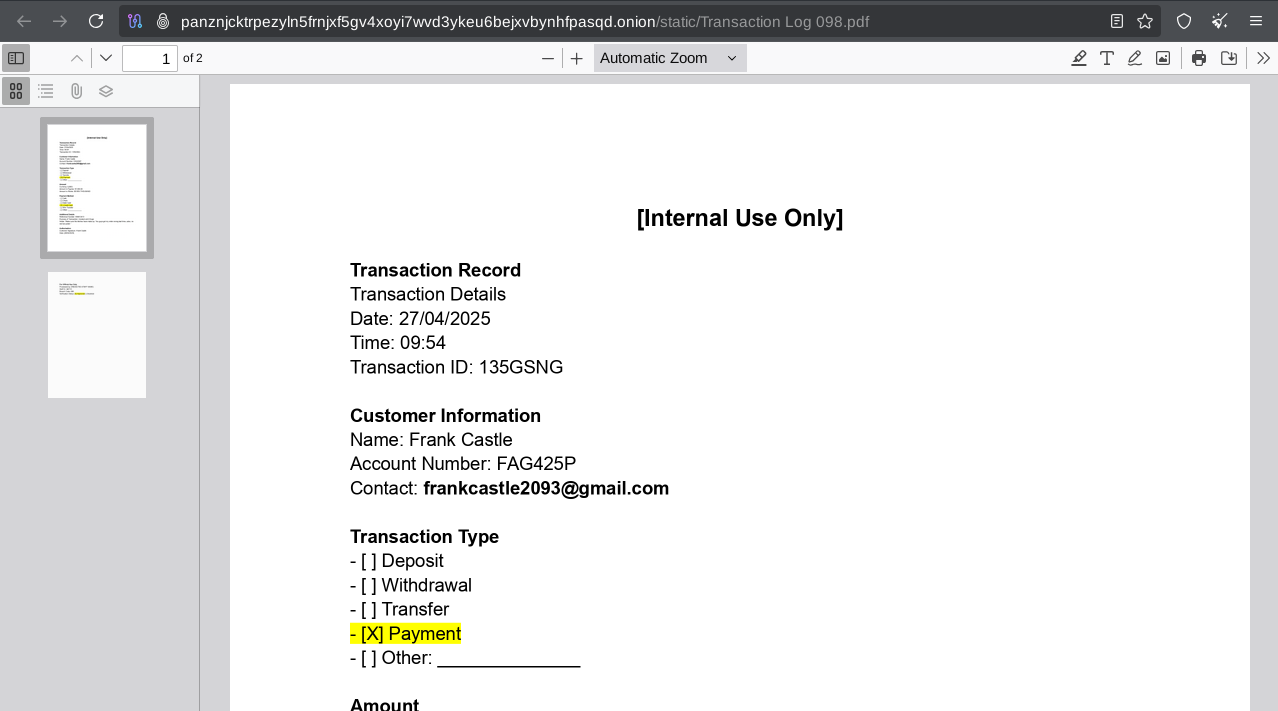 panznjcktrpezyln5frnjxf5gv4xoyi7wvd3ykeu6bejxvbynhfpasqd.onion/static/Transaction Log 098.pdf
1 of 2
Automatic Zoom
[Internal Use Only]
Transaction Record
Transaction Details
Date: 27/04/2025
Time: 09:54
Transaction ID: 135GSNG
Customer Information
Name: Frank Castle
Account Number: FAG425P
Contact: frankcastle2093@gmail.com
Transaction Type
- [ ] Deposit
- [ ] Withdrawal
- [ ] Transfer
- [X] Payment
- [ ] Other: _______________
Amount